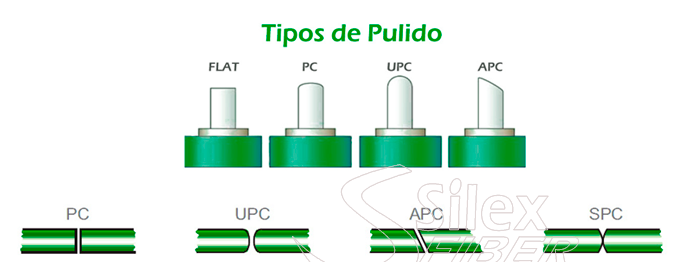 Tipos de Pulido
FLAT PC UPC APC
PC UPC APC SPC
Silex
FIBER